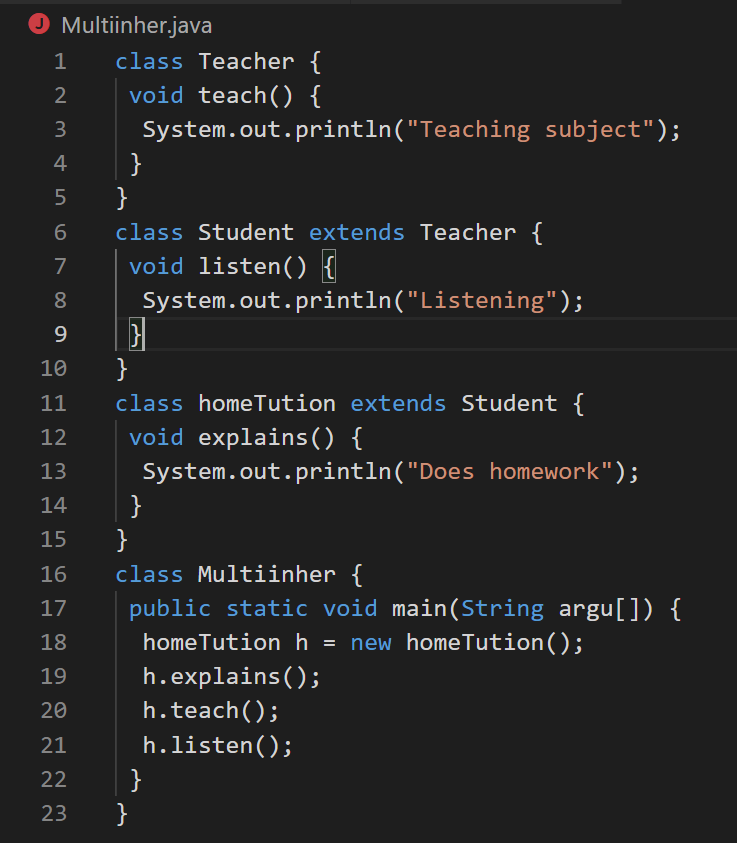 J Multiinher.java
1 class Teacher {
2 void teach() {
3 System.out.println("Teaching subject");
4 }
5 }
6 class Student extends Teacher {
7 void listen() {
8 System.out.println("Listening");
9 }
10 }
11 class homeTution extends Student {
12 void explains() {
13 System.out.println("Does homework");
14 }
15 }
16 class Multiinher {
17 public static void main(String argu[]) {
18 homeTution h = new homeTution();
19 h.explains();
20 h.teach();
21 h.listen();
22 }
23 }